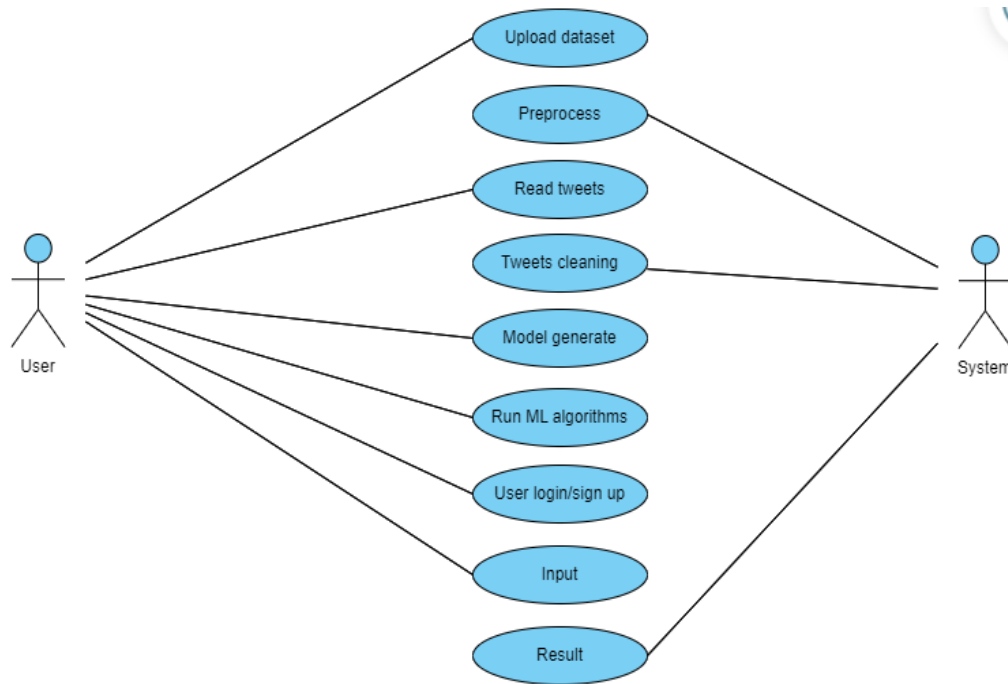 Upload dataset
Preprocess
Read tweets
Tweets cleaning
Model generate
User
System
Run ML algorithms
User login/sign up
Input
Result